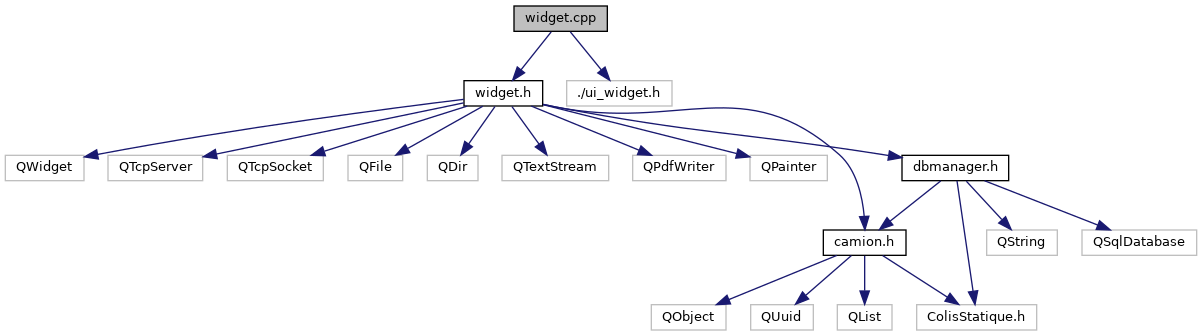 widget.cpp
widget.h
./ui_widget.h
QWidget
QTcpServer
QTcpSocket
QFile
QDir
QTextStream
QPdfWriter
QPainter
dbmanager.h
camion.h
QString
QSqlDatabase
QObject
QUuid
QList
ColisStatique.h